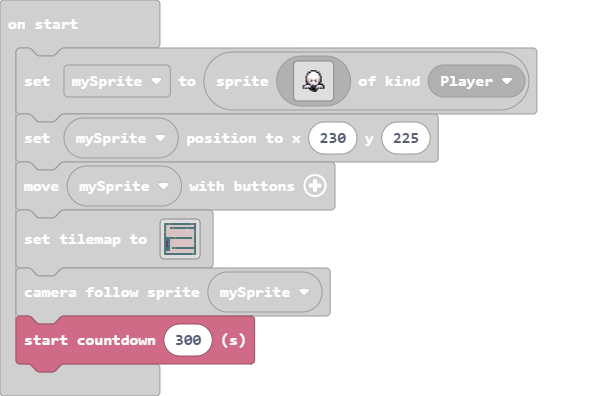 on start
set mySprite to sprite of kind Player
set mySprite position to x 230 y 225
move mySprite with buttons
set tilemap to
camera follow sprite mySprite
start countdown 300 (s)